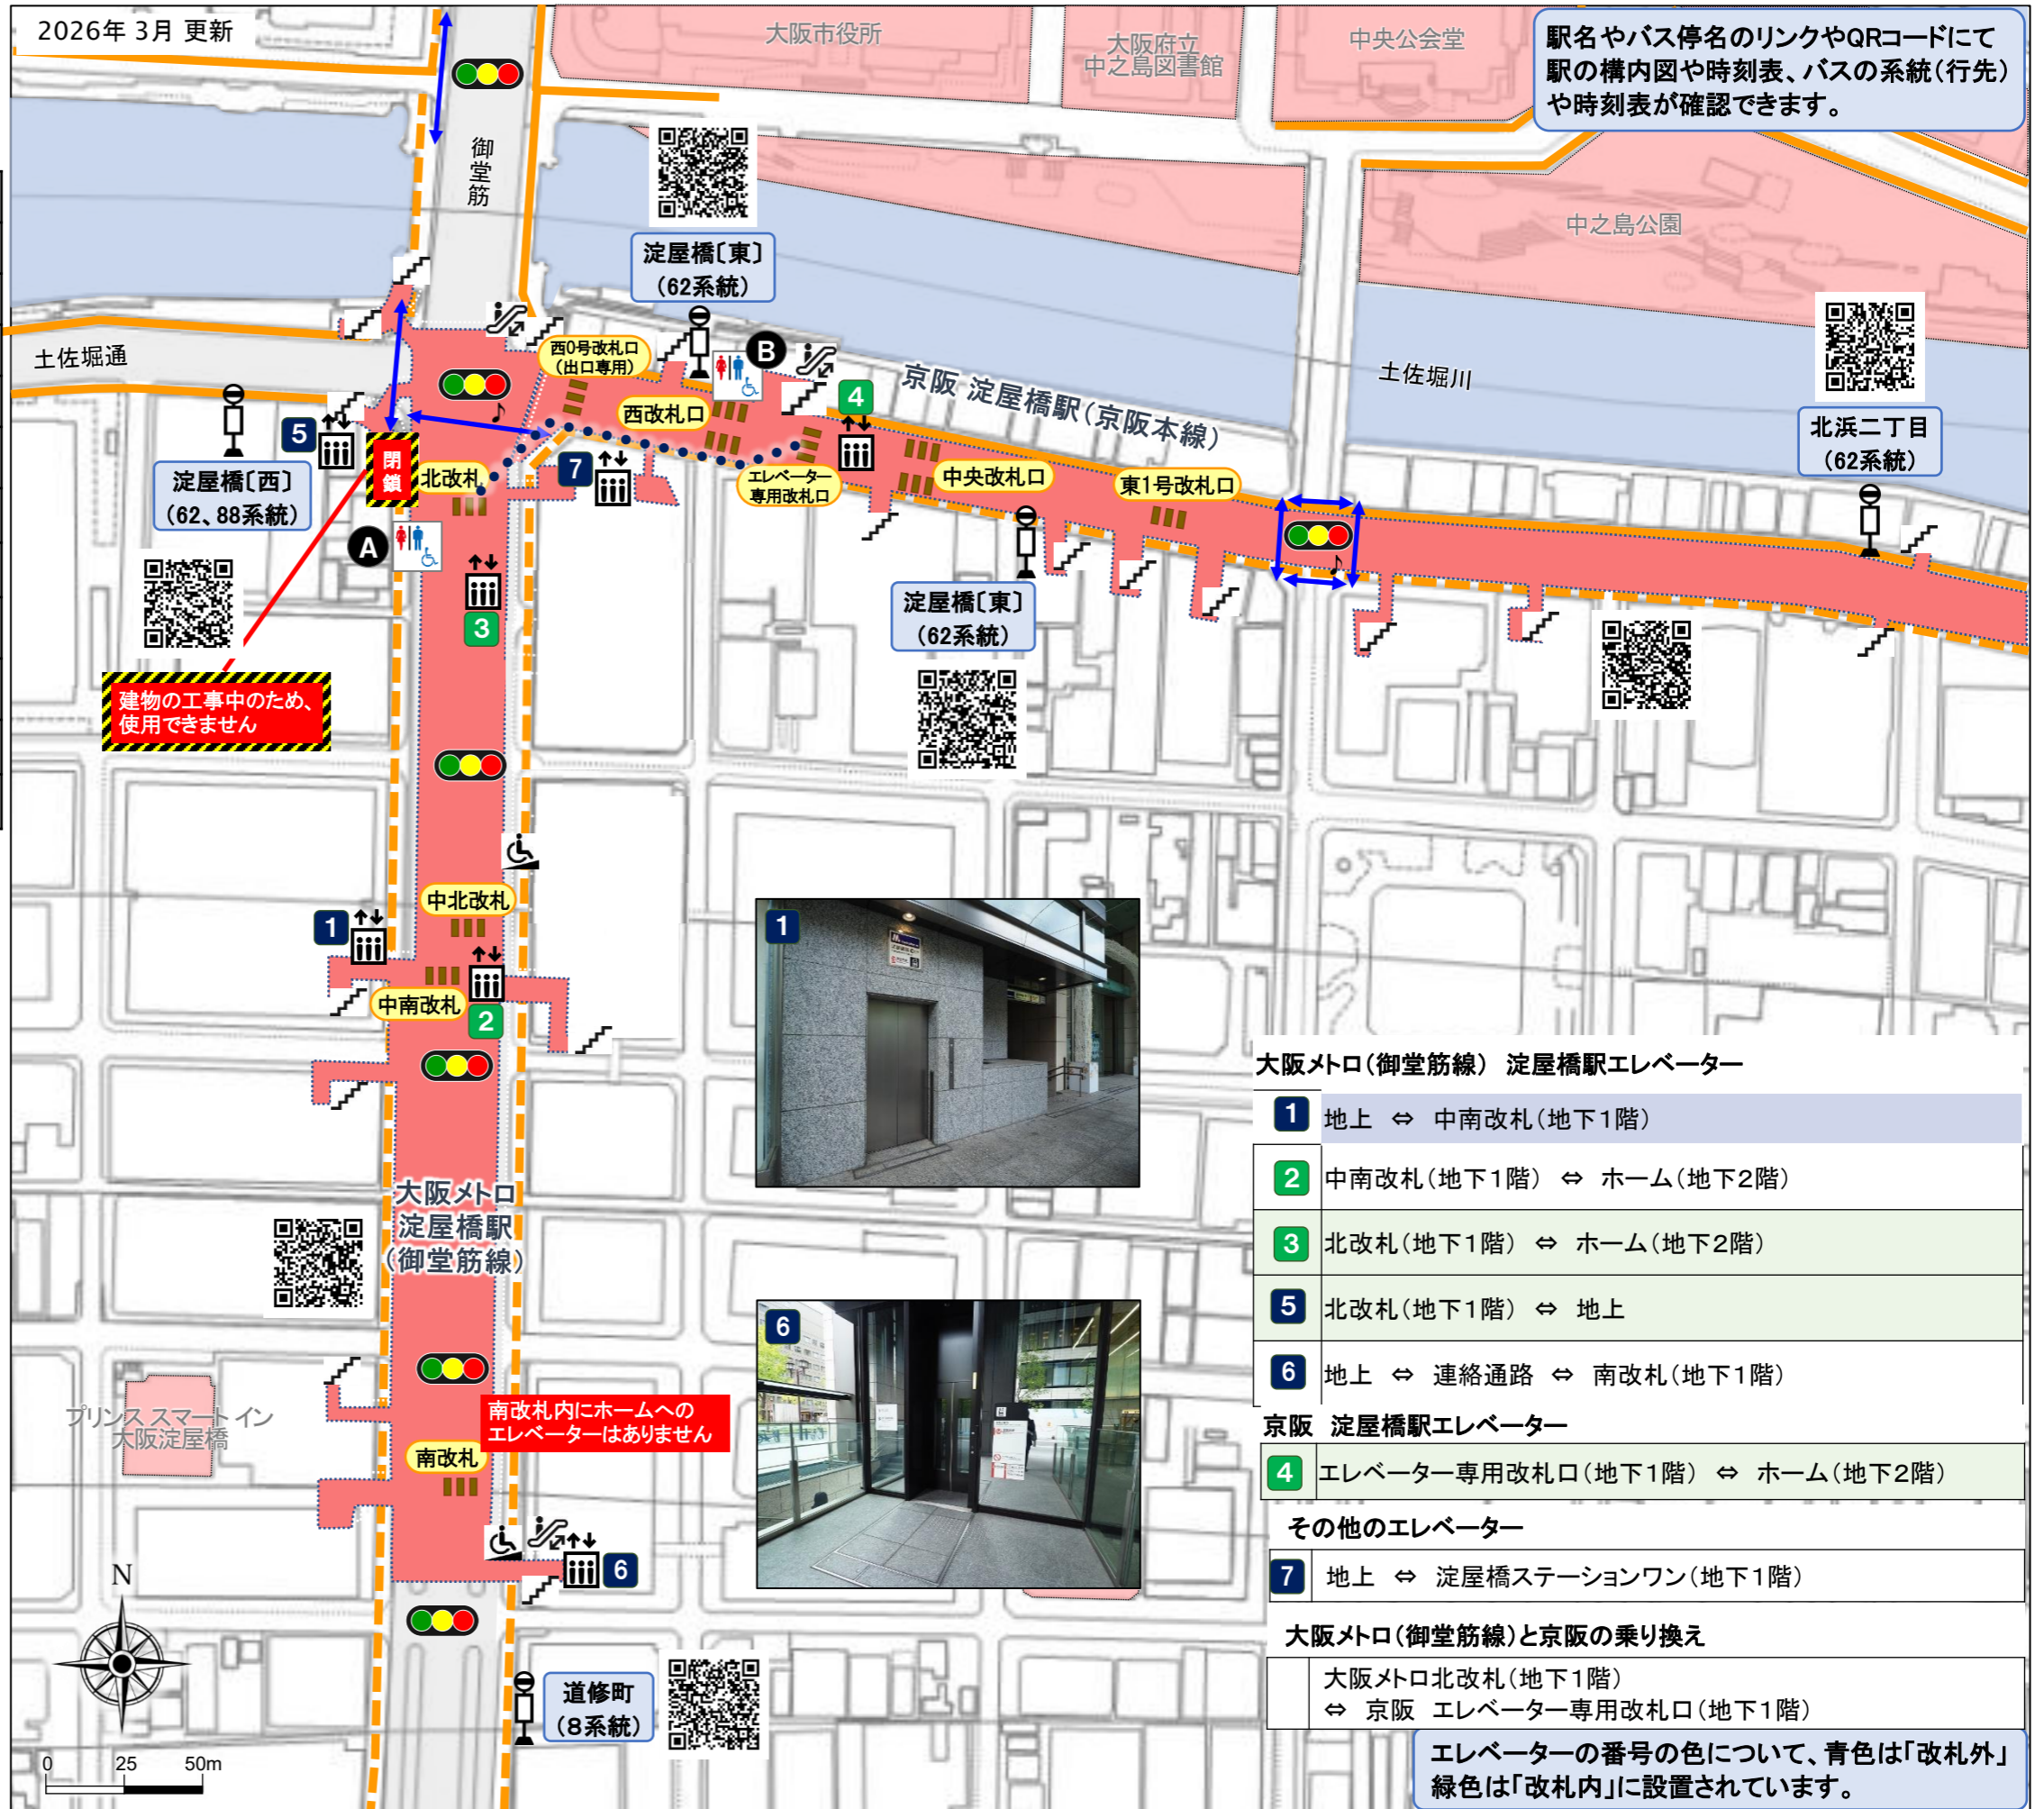 2026年 3月 更新
大阪市役所
大阪府立
中之島図書館
中央公会堂
駅名やバス停名のリンクやQRコードにて
駅の構内図や時刻表、バスの系統(行先)
や時刻表が確認できます。
御堂筋
中之島公園
淀屋橋〔東〕
(62系統)
土佐堀通
西0号改札口
(出口専用)
B
4
京阪 淀屋橋駅(京阪本線)
土佐堀川
北浜二丁目
(62系統)
西改札口
5
閉鎖
北改札
7
エレベーター
専用改札口
中央改札口
東1号改札口
淀屋橋〔西〕
(62、88系統)
A
3
淀屋橋〔東〕
(62系統)
建物の工事中のため、
使用できません
中北改札
1
中南改札
2
1
大阪メトロ
淀屋橋駅
(御堂筋線)
6
プリンス スマート イン
大阪淀屋橋
南改札内にホームへの
エレベーターはありません
南改札
6
N
道修町
(8系統)
0 25 50m
大阪メトロ(御堂筋線) 淀屋橋駅エレベーター
1 地上 ⇔ 中南改札(地下1階)
2 中南改札(地下1階) ⇔ ホーム(地下2階)
3 北改札(地下1階) ⇔ ホーム(地下2階)
5 北改札(地下1階) ⇔ 地上
6 地上 ⇔ 連絡通路 ⇔ 南改札(地下1階)
京阪 淀屋橋駅エレベーター
4 エレベーター専用改札口(地下1階) ⇔ ホーム(地下2階)
その他のエレベーター
7 地上 ⇔ 淀屋橋ステーションワン(地下1階)
大阪メトロ(御堂筋線)と京阪の乗り換え
大阪メトロ北改札(地下1階)
⇔ 京阪 エレベーター専用改札口(地下1階)
エレベーターの番号の色について、青色は「改札外」
緑色は「改札内」に設置されています。